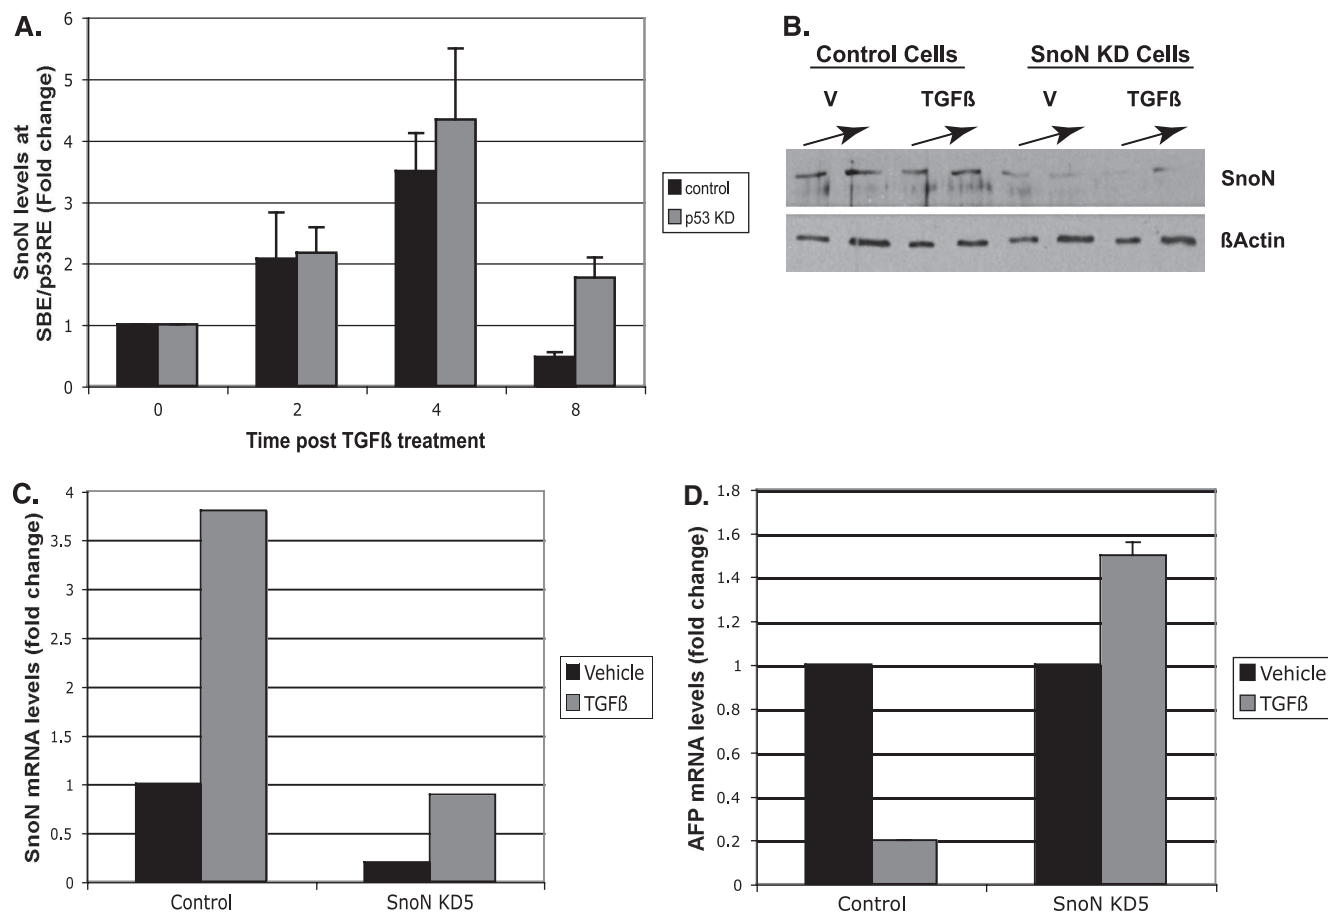 A.
SnoN levels at
SBE/p53RE (Fold change)
6
5
4
3
2
1
0
0
2
4
8
Time post TGFß treatment
control
p53 KD
B.
Control Cells
SnoN KD Cells
V
TGFß
V
TGFß
SnoN
ßActin
C.
SnoN mRNA levels (fold change)
4
3.5
3
2.5
2
1.5
1
0.5
0
Control
SnoN KD5
Vehicle
TGFß
D.
AFP mRNA levels (fold change)
1.8
1.6
1.4
1.2
1
0.8
0.6
0.4
0.2
0
Control
SnoN KD5
Vehicle
TGFß